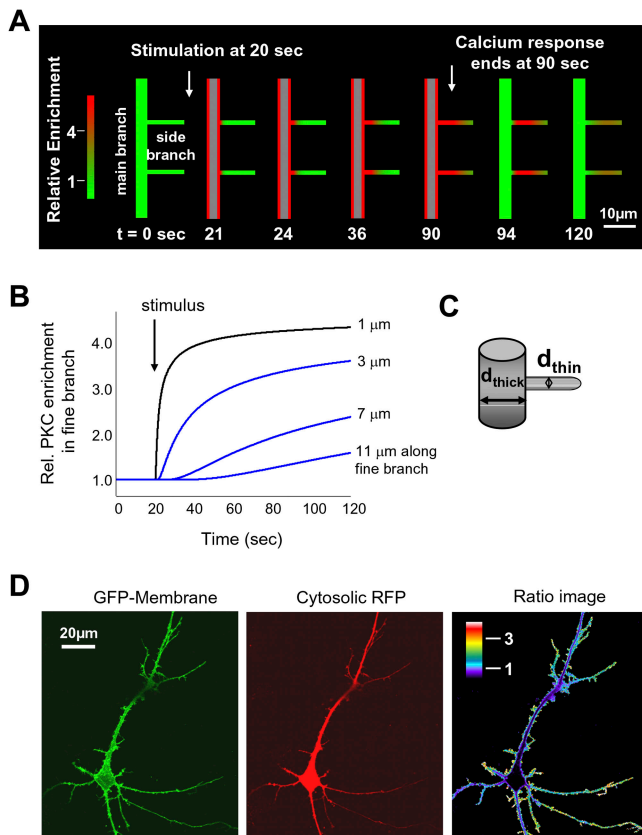 A
Stimulation at 20 sec
Calcium response
ends at 90 sec
Relative Enrichment
4
1
main branch
side
branch
t = 0 sec
21
24
36
90
94
120
10µm
B
stimulus
Rel. PKC enrichment
in fine branch
4.0
3.0
2.0
1.0
1 µm
3 µm
7 µm
11 µm along
fine branch
0
20
40
60
80
100
120
Time (sec)
C
d thick
d thin
D
GFP-Membrane
Cytosolic RFP
Ratio image
20µm
3
1